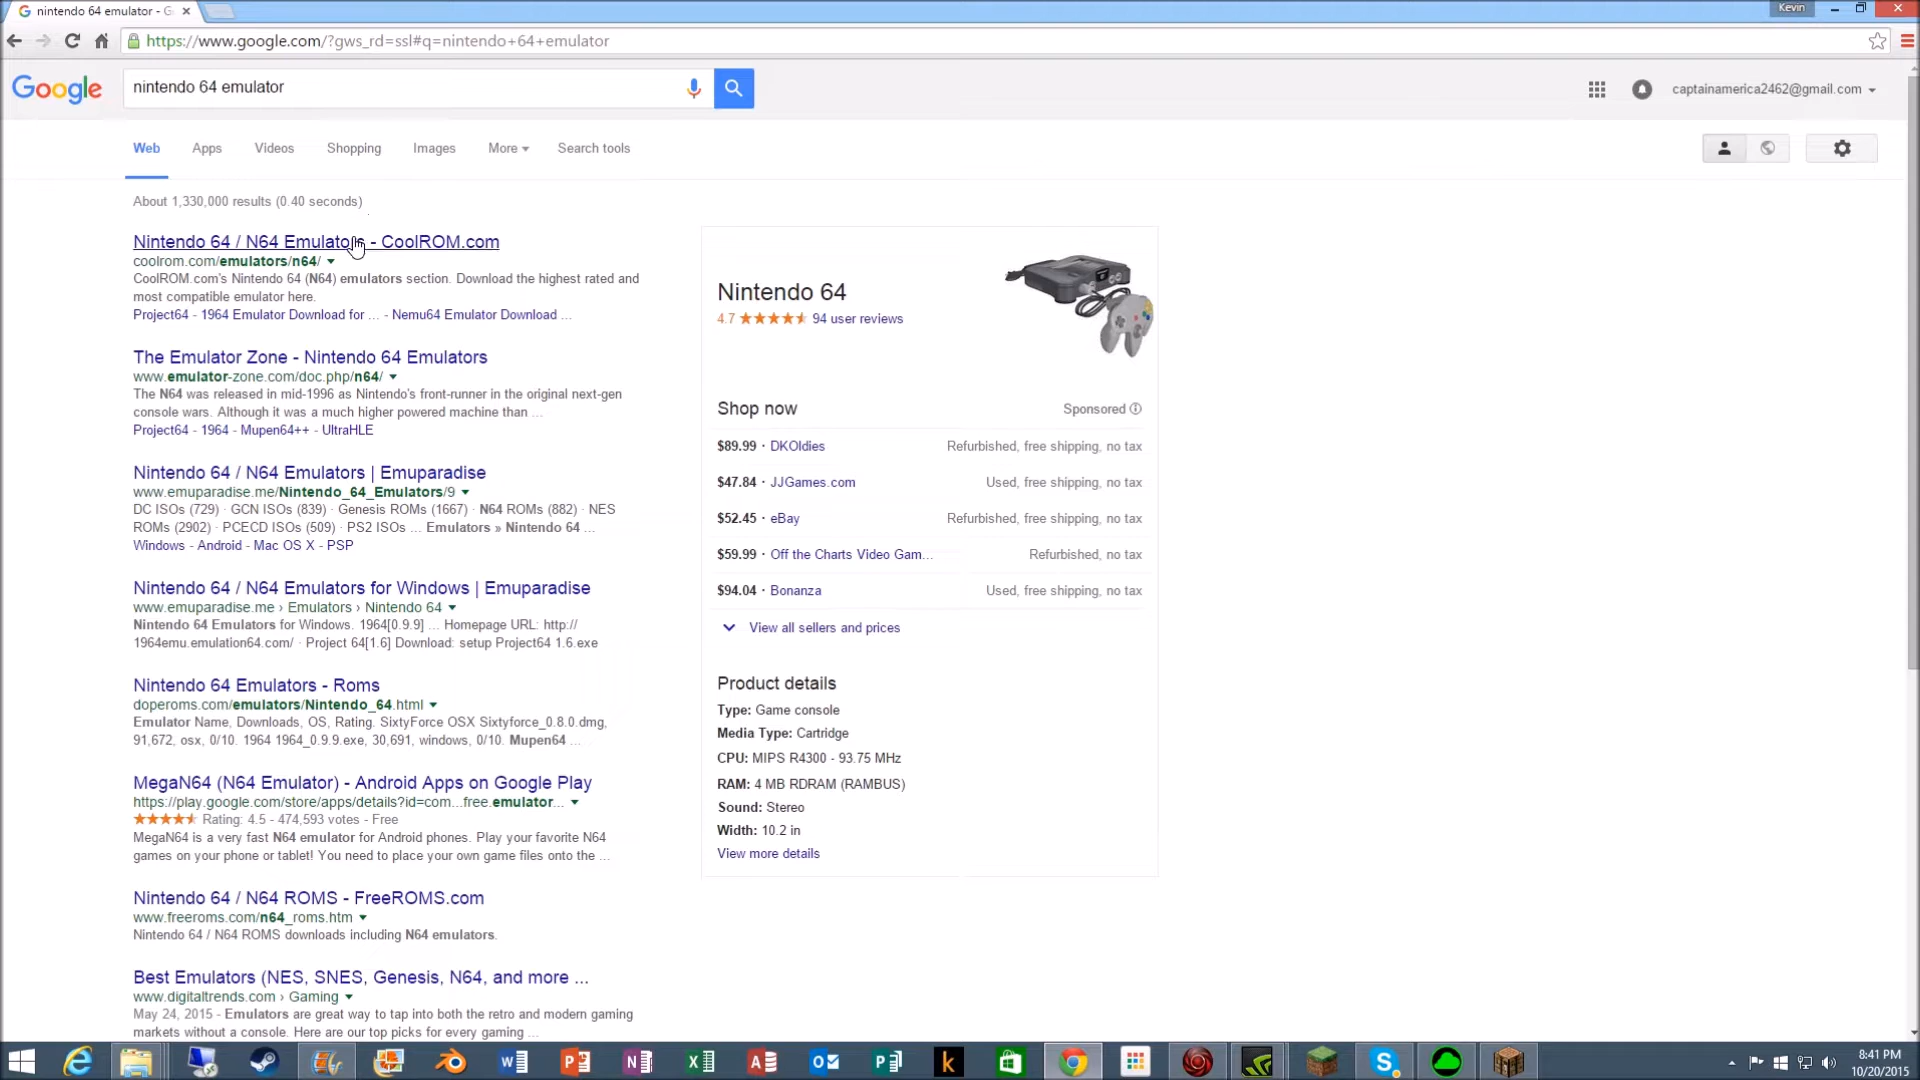 nintendo 64 emulator - G
Kevin
https://www.google.com/?gws_rd=ssl#q=nintendo+64+emulator
Google
nintendo 64 emulator
captainamerica2462@gmail.com
Web Apps Videos Shopping Images More Search tools
About 1,330,000 results (0.40 seconds)
Nintendo 64 / N64 Emulators - CoolROM.com
coolrom.com/emulators/n64/
CoolROM.com's Nintendo 64 (N64) emulators section. Download the highest rated and
most compatible emulator here.
Project64 - 1964 Emulator Download for ... - Nemu64 Emulator Download ...
The Emulator Zone - Nintendo 64 Emulators
www.emulator-zone.com/doc.php/n64/
The N64 was released in mid-1996 as Nintendo's front-runner in the original next-gen
console wars. Although it was a much higher powered machine than ...
Project64 - 1964 - Mupen64++ - UltraHLE
Nintendo 64 / N64 Emulators | Emuparadise
www.emuparadise.me/Nintendo_64_Emulators/9
DC ISOs (729) · GCN ISOs (839) · Genesis ROMs (1667) · N64 ROMs (882) · NES
ROMs (2902) · PCECD ISOs (509) · PS2 ISOs ... Emulators » Nintendo 64 ...
Windows - Android - Mac OS X - PSP
Nintendo 64 / N64 Emulators for Windows | Emuparadise
www.emuparadise.me › Emulators › Nintendo 64
Nintendo 64 Emulators for Windows. 1964[0.9.9] ... Homepage URL: http://
1964emu.emulation64.com/ · Project 64[1.6] Download: setup Project64 1.6.exe
Nintendo 64 Emulators - Roms
doperoms.com/emulators/Nintendo_64.html
Emulator Name, Downloads, OS, Rating. SixtyForce OSX Sixtyforce_0.8.0.dmg,
91,672, osx, 0/10. 1964 1964_0.9.9.exe, 30,691, windows, 0/10. Mupen64 ...
MegaN64 (N64 Emulator) - Android Apps on Google Play
https://play.google.com/store/apps/details?id=com...free.emulator...
Rating: 4.5 - 474,593 votes - Free
MegaN64 is a very fast N64 emulator for Android phones. Play your favorite N64
games on your phone or tablet! You need to place your own game files onto the ...
Nintendo 64 / N64 ROMS - FreeROMS.com
www.freeroms.com/n64_roms.htm
Nintendo 64 / N64 ROMS downloads including N64 emulators.
Best Emulators (NES, SNES, Genesis, N64, and more ...
www.digitaltrends.com › Gaming
May 24, 2015 - Emulators are great way to tap into both the retro and modern gaming
markets without a console. Here are our top picks for every gaming ...
Nintendo 64
4.7 94 user reviews
Shop now Sponsored
$89.99 · DKOldies Refurbished, free shipping, no tax
$47.84 · JJGames.com Used, free shipping, no tax
$52.45 · eBay Refurbished, free shipping, no tax
$59.99 · Off the Charts Video Gam... Refurbished, no tax
$94.04 · Bonanza Used, free shipping, no tax
View all sellers and prices
Product details
Type: Game console
Media Type: Cartridge
CPU: MIPS R4300 - 93.75 MHz
RAM: 4 MB RDRAM (RAMBUS)
Sound: Stereo
Width: 10.2 in
View more details
8:41 PM
10/20/2015